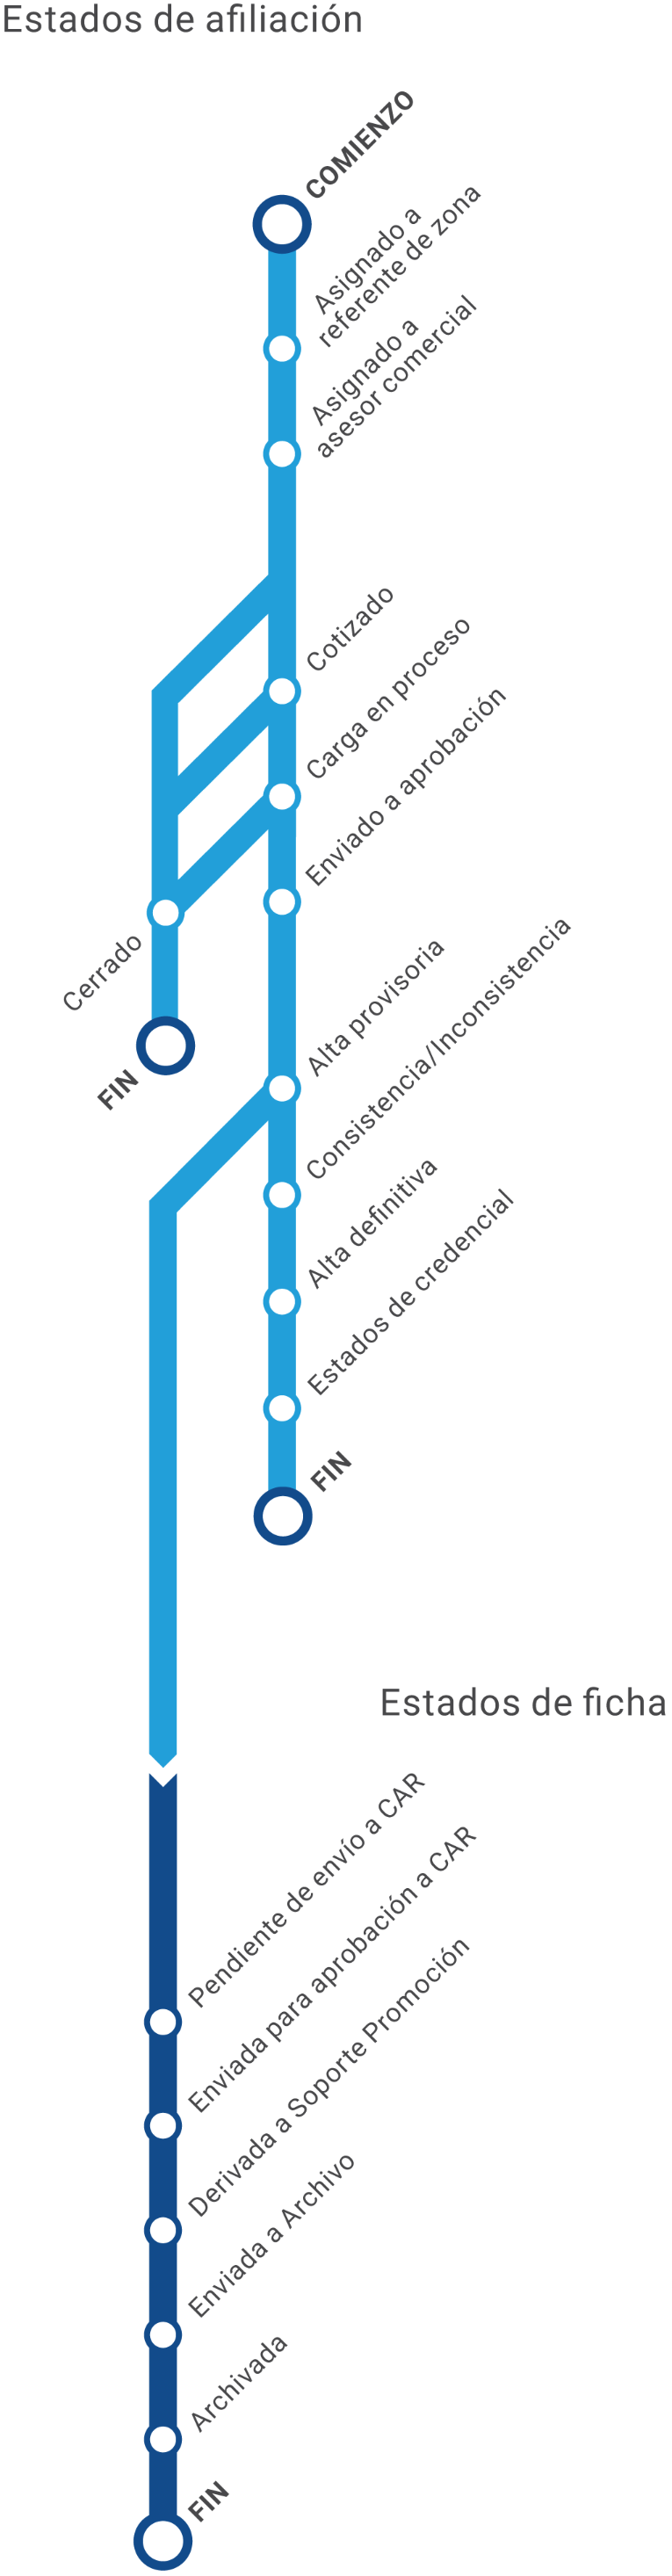 Estados de afiliación
COMIENZO
Asignado a
referente de zona
Asignado a
asesor comercial
Cotizado
Carga en proceso
Enviado a aprobación
Cerrado
FIN
Alta provisoria
Consistencia/Inconsistencia
Alta definitiva
Estados de credencial
FIN
Estados de ficha
Pendiente de envío a CAR
Enviada para aprobación a CAR
Derivada a Soporte Promoción
Enviada a Archivo
Archivada
FIN